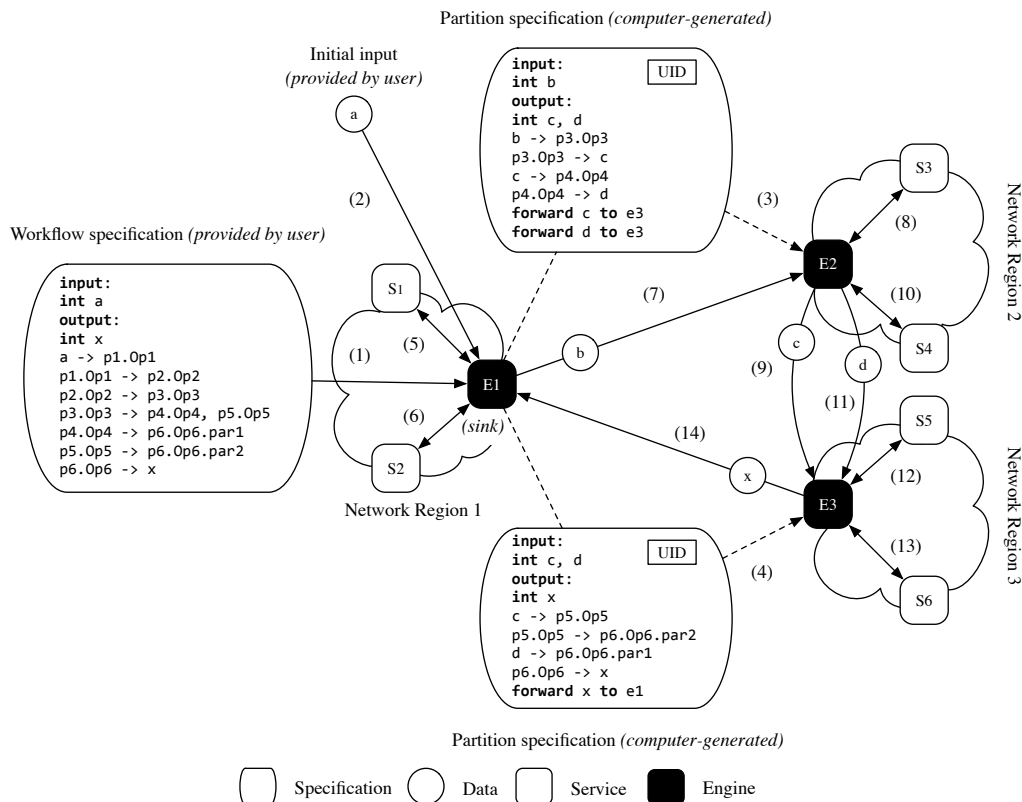 Partition specification (computer-generated)
Initial input
(provided by user)
a
input:
int b
output:
int c, d
b -> p3.Op3
p3.Op3 -> c
c -> p4.Op4
p4.Op4 -> d
forward c to e3
forward d to e3
UID
(2)
(3)
Workflow specification (provided by user)
input:
int a
output:
int x
a -> p1.Op1
p1.Op1 -> p2.Op2
p2.Op2 -> p3.Op3
p3.Op3 -> p4.Op4, p5.Op5
p4.Op4 -> p6.Op6.par1
p5.Op5 -> p6.Op6.par2
p6.Op6 -> x
(1)
S1
(5)
E1
(sink)
(6)
S2
Network Region 1
(7)
b
S3
(8)
E2
(10)
S4
Network Region 2
c
d
(9)
(11)
(14)
x
S5
(12)
E3
(13)
S6
Network Region 3
(4)
input:
int c, d
output:
int x
c -> p5.Op5
p5.Op5 -> p6.Op6.par2
d -> p6.Op6.par1
p6.Op6 -> x
forward x to e1
UID
Partition specification (computer-generated)
Specification
Data
Service
Engine